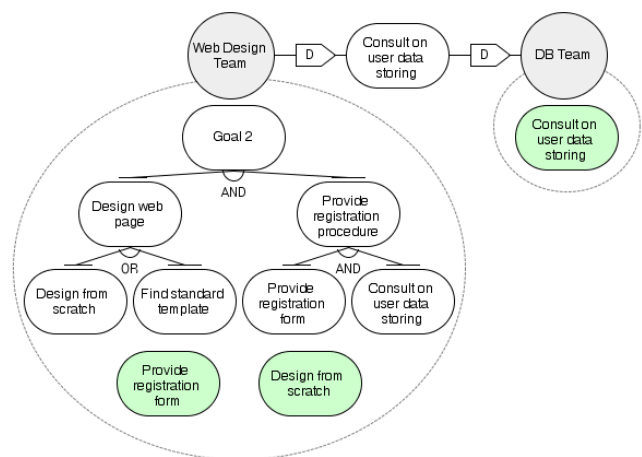 Web Design
Team
D
Consult on
user data
storing
D
DB Team
Consult on
user data
storing
Goal 2
AND
Design web
page
Provide
registration
procedure
OR
AND
Design from
scratch
Find standard
template
Provide
registration
form
Consult on
user data
storing
Provide
registration
form
Design from
scratch